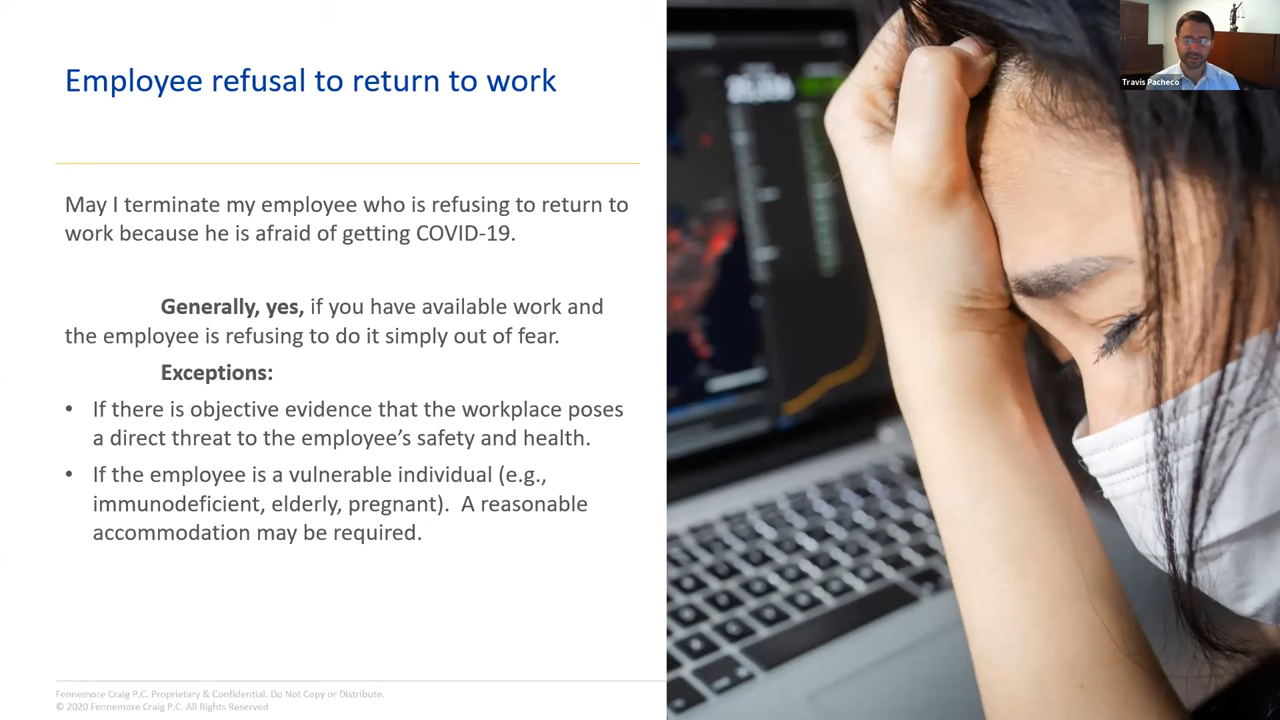 Employee refusal to return to work
Travis Pacheco
May I terminate my employee who is refusing to return to
work because he is afraid of getting COVID-19.
Generally, yes, if you have available work and
the employee is refusing to do it simply out of fear.
Exceptions:
• If there is objective evidence that the workplace poses
a direct threat to the employee’s safety and health.
• If the employee is a vulnerable individual (e.g.,
immunodeficient, elderly, pregnant).  A reasonable
accommodation may be required.
Fennemore Craig P.C. Proprietary & Confidential. Do Not Copy or Distribute.
© 2020 Fennemore Craig P.C. All Rights Reserved